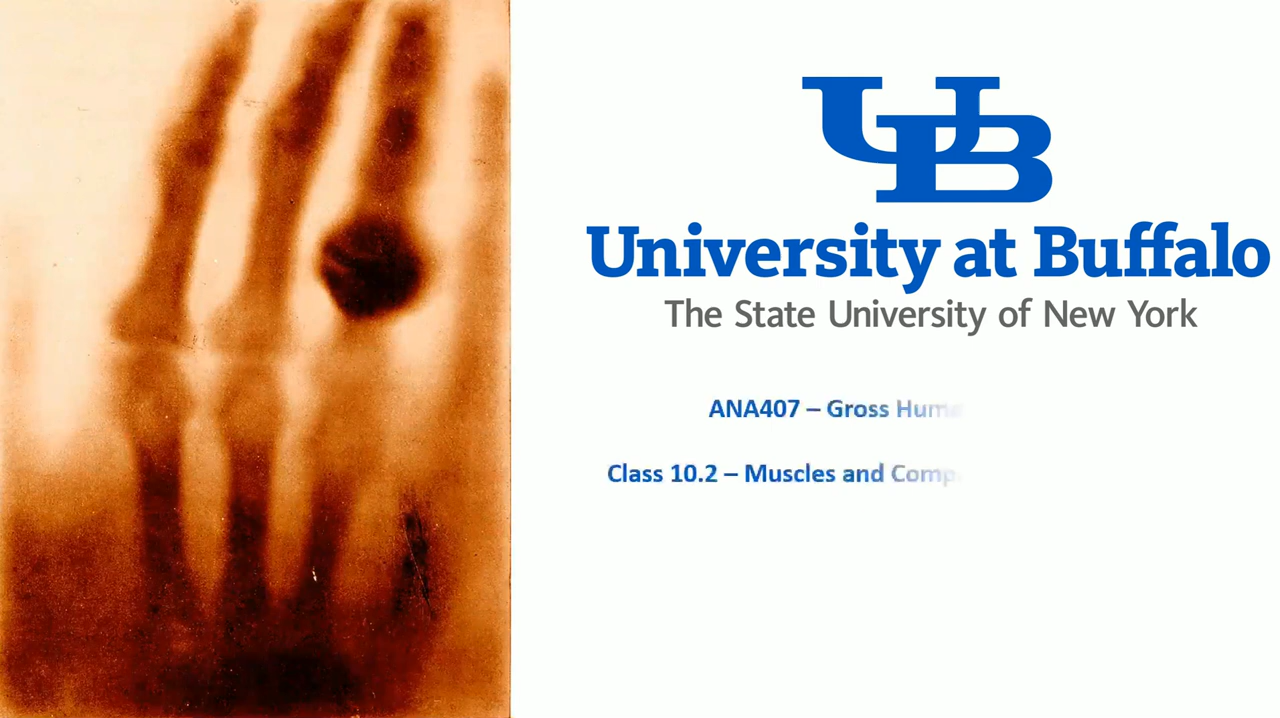 UB
University at Buffalo
The State University of New York
ANA407 – Gross
Class 10.2 – Muscles and